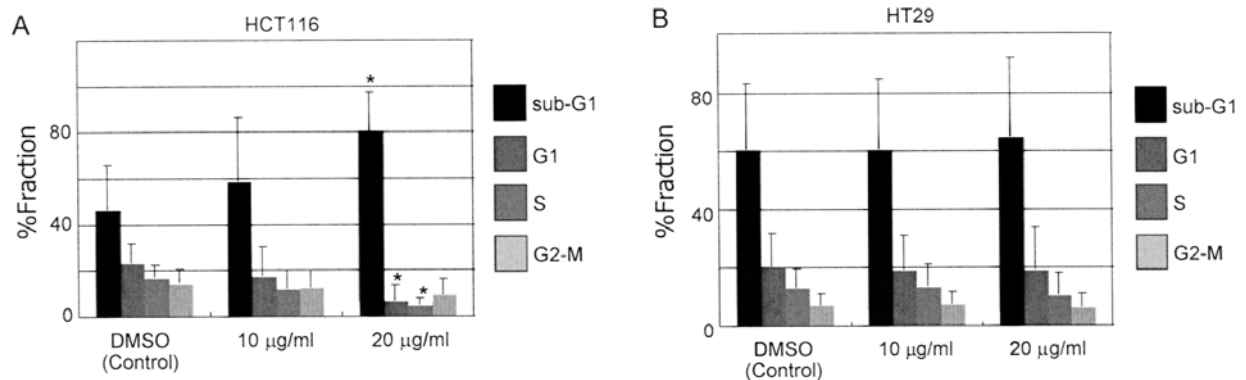 A
HCT116
%Fraction
80
40
0
*
*
*
DMSO
(Control)
10 μg/ml
20 μg/ml
sub-G1
G1
S
G2-M
B
HT29
%Fraction
80
40
0
DMSO
(Control)
10 μg/ml
20 μg/ml
sub-G1
G1
S
G2-M